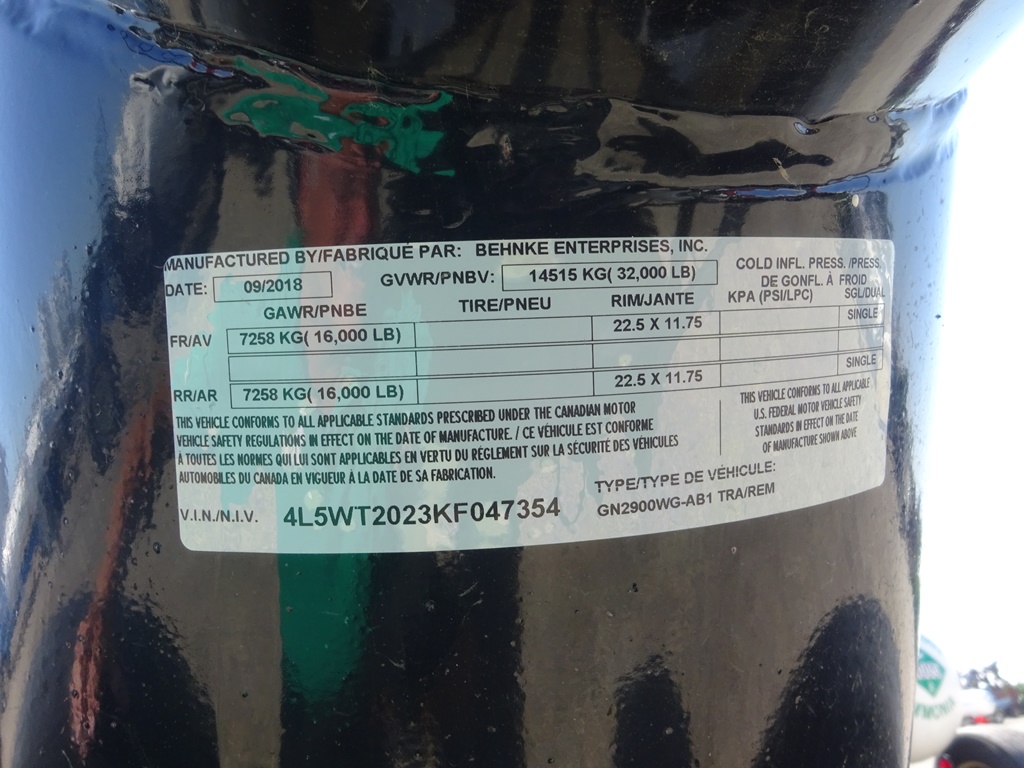 MANUFACTURED BY/FABRIQUÉ PAR: BEHNKE ENTERPRISES, INC.
DATE: 09/2018 GVWR/PNBV: 14515 KG( 32,000 LB) COLD INFL. PRESS. /PRESS.
DE GONFL. À FROID
GAWR/PNBE TIRE/PNEU RIM/JANTE KPA (PSI/LPC) SGL/DUAL
FR/AV 7258 KG( 16,000 LB) 22.5 X 11.75 SINGLE
RR/AR 7258 KG( 16,000 LB) 22.5 X 11.75 SINGLE
THIS VEHICLE CONFORMS TO ALL APPLICABLE STANDARDS PRESCRIBED UNDER THE CANADIAN MOTOR
VEHICLE SAFETY REGULATIONS IN EFFECT ON THE DATE OF MANUFACTURE. / CE VÉHICULE EST CONFORME
À TOUTES LES NORMES QUI LUI SONT APPLICABLES EN VERTU DU RÈGLEMENT SUR LA SÉCURITÉ DES VÉHICULES
AUTOMOBILES DU CANADA EN VIGUEUR À LA DATE DE SA FABRICATION.
THIS VEHICLE CONFORMS TO ALL APPLICABLE
U.S. FEDERAL MOTOR VEHICLE SAFETY
STANDARDS IN EFFECT ON THE DATE
OF MANUFACTURE SHOWN ABOVE
V.I.N./N.I.V. 4L5WT2023KF047354
TYPE/TYPE DE VÉHICULE:
GN2900WG-AB1 TRA/REM